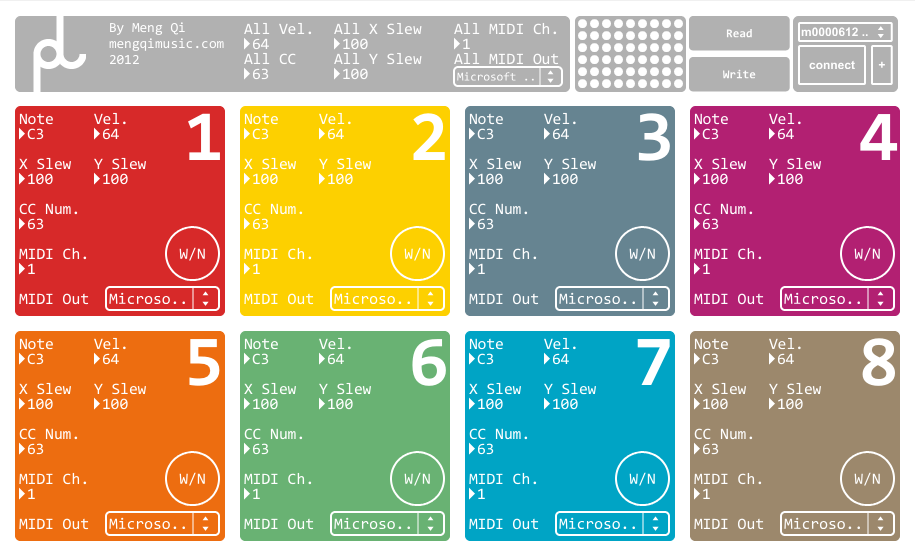 By Meng Qi
mengqimusic.com
2012
All Vel.
64
All CC
63
All X Slew
100
All Y Slew
100
All MIDI Ch.
1
All MIDI Out
Microsoft ..
Read
Write
m0000612 ..
connect
+
1
Note Vel.
C3 64
X Slew Y Slew
100 100
CC Num.
63
MIDI Ch.
1
W/N
MIDI Out Microso..
2
Note Vel.
C3 64
X Slew Y Slew
100 100
CC Num.
63
MIDI Ch.
1
W/N
MIDI Out Microso..
3
Note Vel.
C3 64
X Slew Y Slew
100 100
CC Num.
63
MIDI Ch.
1
W/N
MIDI Out Microso..
4
Note Vel.
C3 64
X Slew Y Slew
100 100
CC Num.
63
MIDI Ch.
1
W/N
MIDI Out Microso..
5
Note Vel.
C3 64
X Slew Y Slew
100 100
CC Num.
63
MIDI Ch.
1
W/N
MIDI Out Microso..
6
Note Vel.
C3 64
X Slew Y Slew
100 100
CC Num.
63
MIDI Ch.
1
W/N
MIDI Out Microso..
7
Note Vel.
C3 64
X Slew Y Slew
100 100
CC Num.
63
MIDI Ch.
1
W/N
MIDI Out Microso..
8
Note Vel.
C3 64
X Slew Y Slew
100 100
CC Num.
63
MIDI Ch.
1
W/N
MIDI Out Microso..